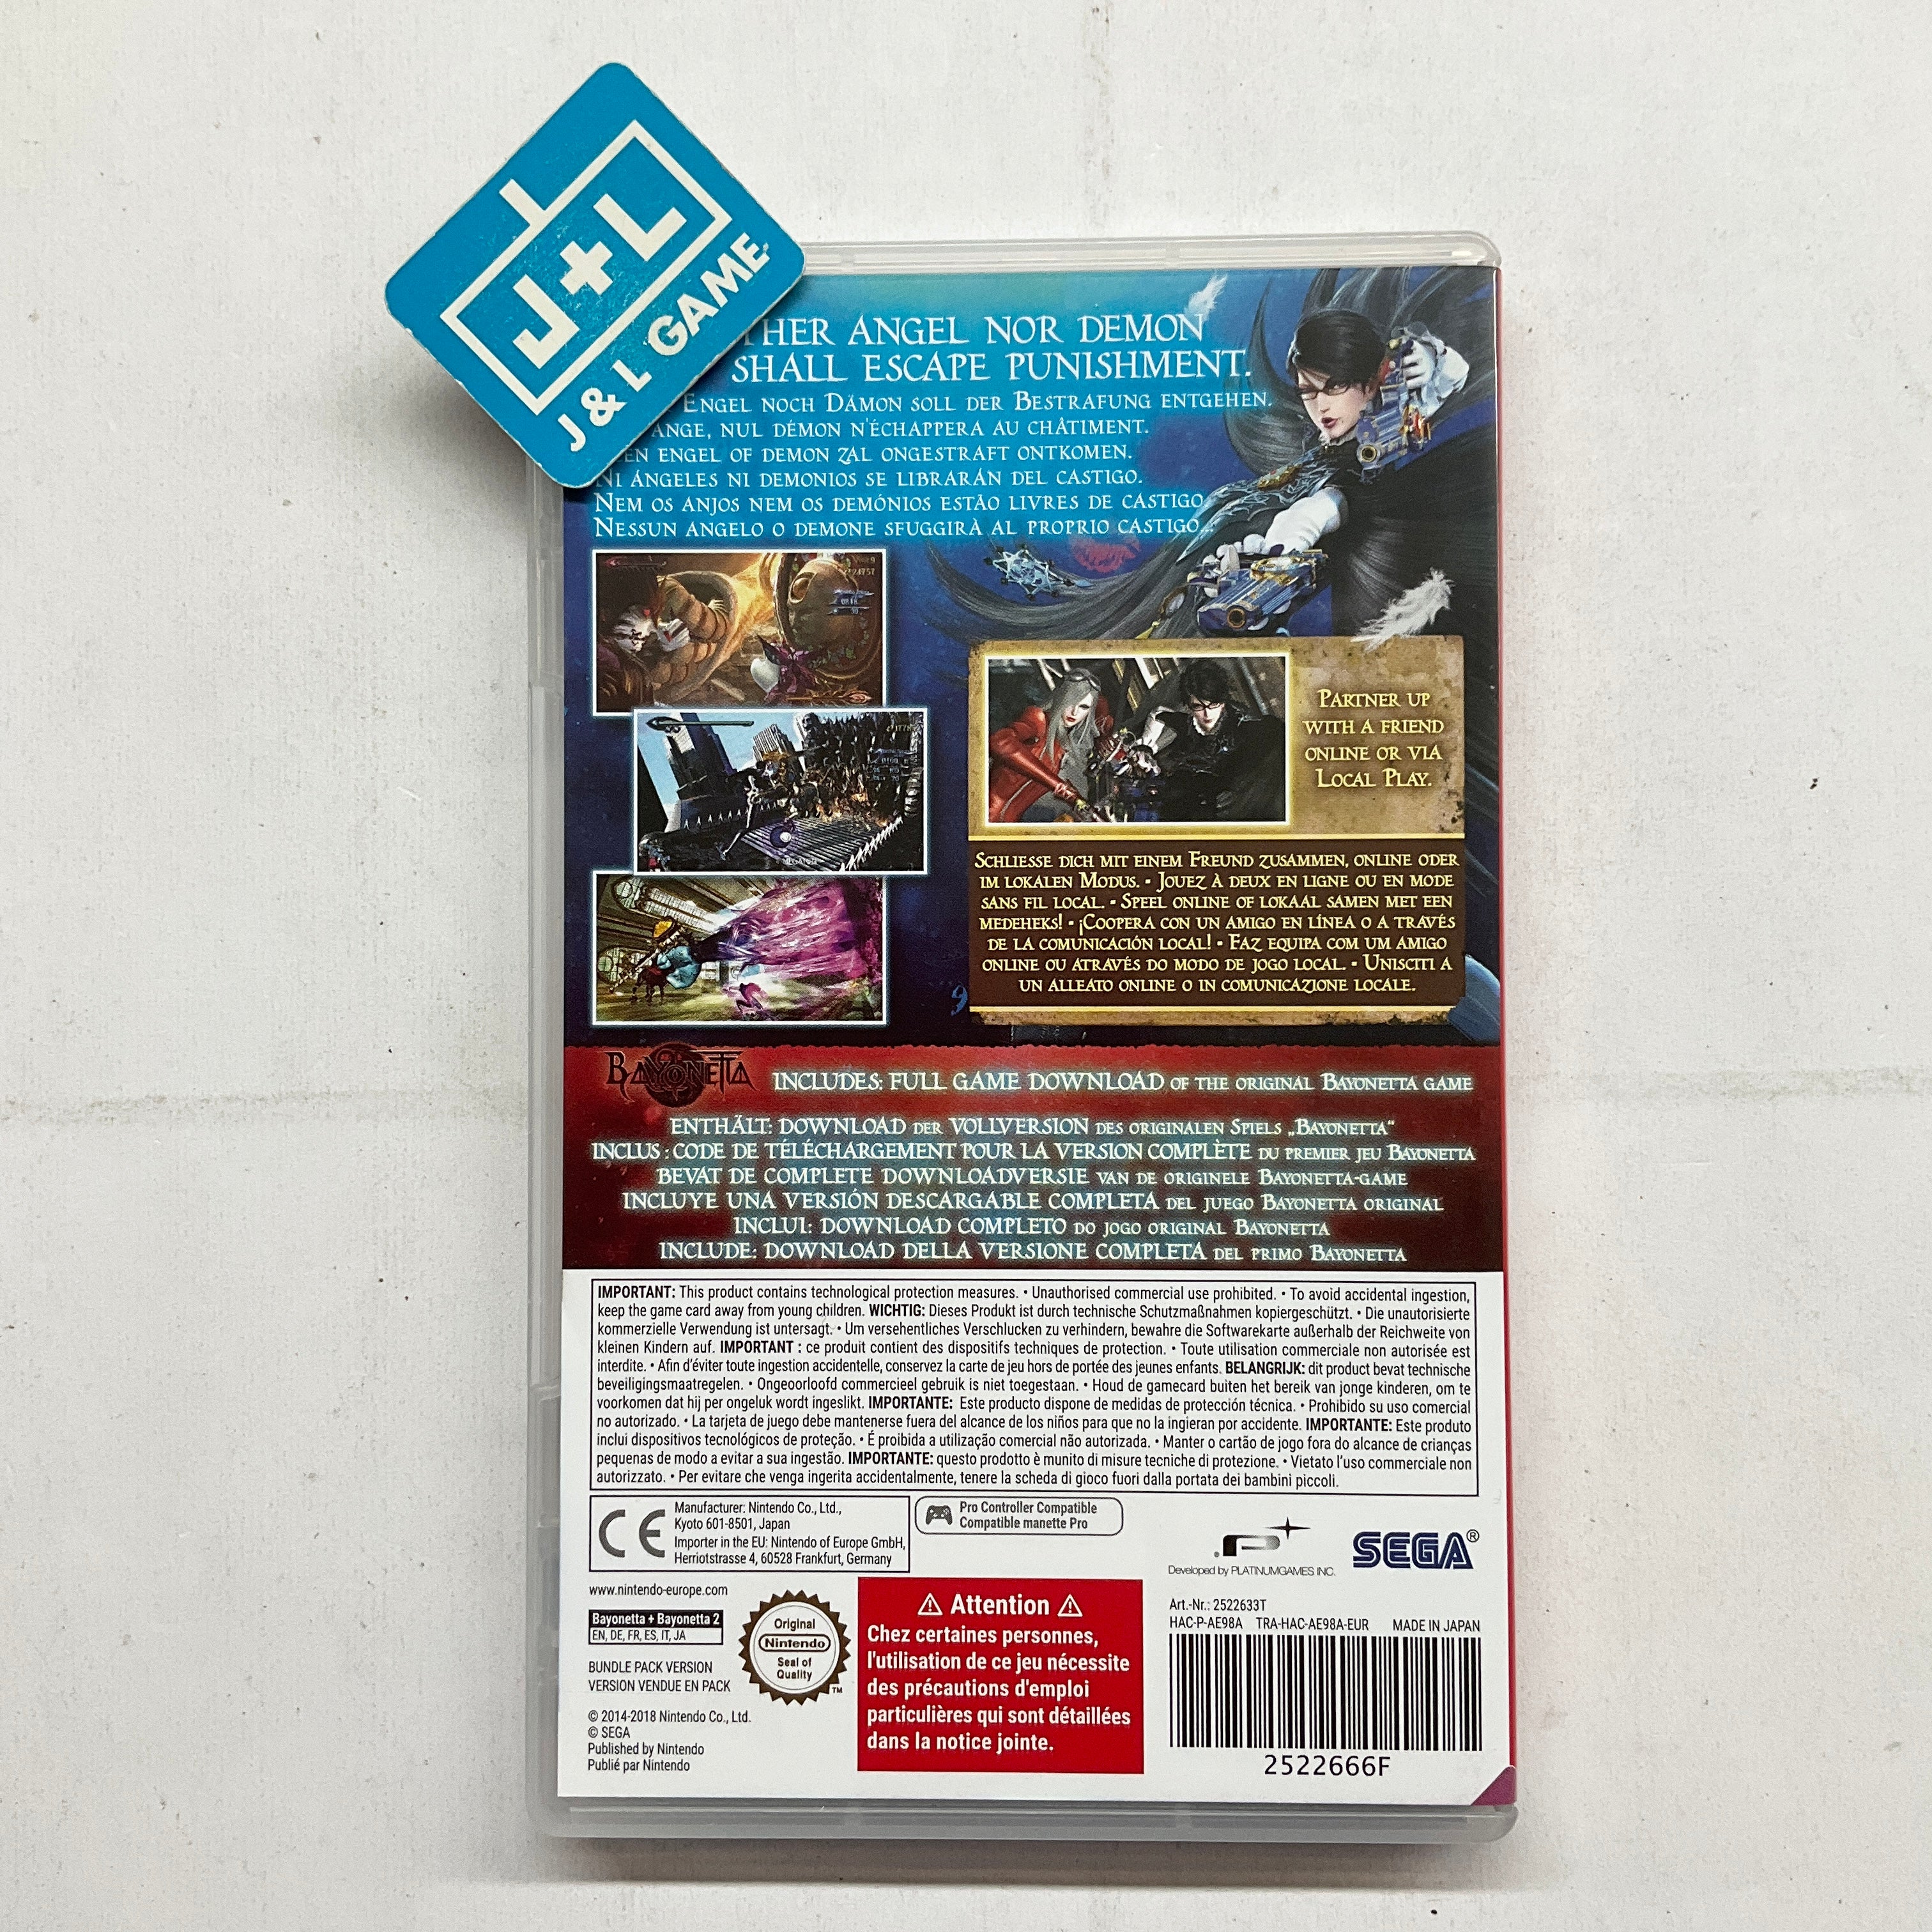 J+L
J & L GAME
THER ANGEL NOR DEMON
SHALL ESCAPE PUNISHMENT.
ENGEL NOCH DÄMON SOLL DER BESTRAFUNG ENTGEHEN.
ANGE, NUL DÉMON N'ÉCHAPPERA AU CHÂTIMENT.
EN ENGEL OF DEMON ZAL ONGESTRAFT ONTKOMEN.
NI ÁNGELES NI DEMONIOS SE LIBRARÁN DEL CASTIGO.
NEM OS ANJOS NEM OS DEMÓNIOS ESTÃO LIVRES DE CASTIGO
NESSUN ANGELO O DEMONE SFUGGIRÀ AL PROPRIO CASTIGO...
PARTNER UP
WITH A FRIEND
ONLINE OR VIA
LOCAL PLAY.
SCHLIESSE DICH MIT EINEM FREUND ZUSAMMEN, ONLINE ODER
IM LOKALEN MODUS. - JOUEZ À DEUX EN LIGNE OU EN MODE
SANS FIL LOCAL. - SPEEL ONLINE OF LOKAAL SAMEN MET EEN
MEDEHEKS! - ¡COOPERA CON UN AMIGO EN LÍNEA O A TRAVÉS
DE LA COMUNICACIÓN LOCAL! - FAZ EQUIPA COM UM AMIGO
ONLINE OU ATRAVÉS DO MODO DE JOGO LOCAL. - UNISCITI A
UN ALLEATO ONLINE O IN COMUNICAZIONE LOCALE.
BAYONETTA
INCLUDES: FULL GAME DOWNLOAD OF THE ORIGINAL BAYONETTA GAME
ENTHÄLT: DOWNLOAD DER VOLLVERSION DES ORIGINALEN SPIELS „BAYONETTA“
INCLUS : CODE DE TÉLÉCHARGEMENT POUR LA VERSION COMPLÈTE DU PREMIER JEU BAYONETTA
BEVAT DE COMPLETE DOWNLOADVERSIE VAN DE ORIGINELE BAYONETTA-GAME
INCLUYE UNA VERSIÓN DESCARGABLE COMPLETA DEL JUEGO BAYONETTA ORIGINAL
INCLUI: DOWNLOAD COMPLETO DO JOGO ORIGINAL BAYONETTA
INCLUDE: DOWNLOAD DELLA VERSIONE COMPLETA DEL PRIMO BAYONETTA
IMPORTANT: This product contains technological protection measures. • Unauthorised commercial use prohibited. • To avoid accidental ingestion,
keep the game card away from young children. WICHTIG: Dieses Produkt ist durch technische Schutzmaßnahmen kopiergeschützt. • Die unautorisierte
kommerzielle Verwendung ist untersagt. • Um versehentliches Verschlucken zu verhindern, bewahre die Softwarekarte außerhalb der Reichweite von
kleinen Kindern auf. IMPORTANT : ce produit contient des dispositifs techniques de protection. • Toute utilisation commerciale non autorisée est
interdite. • Afin d'éviter toute ingestion accidentelle, conservez la carte de jeu hors de portée des jeunes enfants. BELANGRIJK: dit product bevat technische
beveiligingsmaatregelen. • Ongeoorloofd commercieel gebruik is niet toegestaan. • Houd de gamecard buiten het bereik van jonge kinderen, om te
voorkomen dat hij per ongeluk wordt ingeslikt. IMPORTANTE: Este producto dispone de medidas de protección técnica. • Prohibido su uso comercial
no autorizado. • La tarjeta de juego debe mantenerse fuera del alcance de los niños para que no la ingieran por accidente. IMPORTANTE: Este produto
inclui dispositivos tecnológicos de proteção. • É proibida a utilização comercial não autorizada. • Manter o cartão de jogo fora do alcance de crianças
pequenas de modo a evitar a sua ingestão. IMPORTANTE: questo prodotto è munito di misure tecniche di protezione. • Vietato l'uso commerciale non
autorizzato. • Per evitare che venga ingerita accidentalmente, tenere la scheda di gioco fuori dalla portata dei bambini piccoli.
CE
Manufacturer: Nintendo Co., Ltd.,
Kyoto 601-8501, Japan
Importer in the EU: Nintendo of Europe GmbH,
Herriotstrasse 4, 60528 Frankfurt, Germany
Pro Controller Compatible
Compatible manette Pro
Developed by PLATINUMGAMES INC.
SEGA®
www.nintendo-europe.com
Bayonetta + Bayonetta 2
EN, DE, FR, ES, IT, JA
BUNDLE PACK VERSION
VERSION VENDUE EN PACK
© 2014-2018 Nintendo Co., Ltd.
© SEGA
Published by Nintendo
Publié par Nintendo
Original
Nintendo
Seal of
Quality
TM
⚠ Attention ⚠
Chez certaines personnes,
l'utilisation de ce jeu nécessite
des précautions d'emploi
particulières qui sont détaillées
dans la notice jointe.
Art.-Nr.: 2522633T
HAC-P-AE98A TRA-HAC-AE98A-EUR MADE IN JAPAN
2522666F